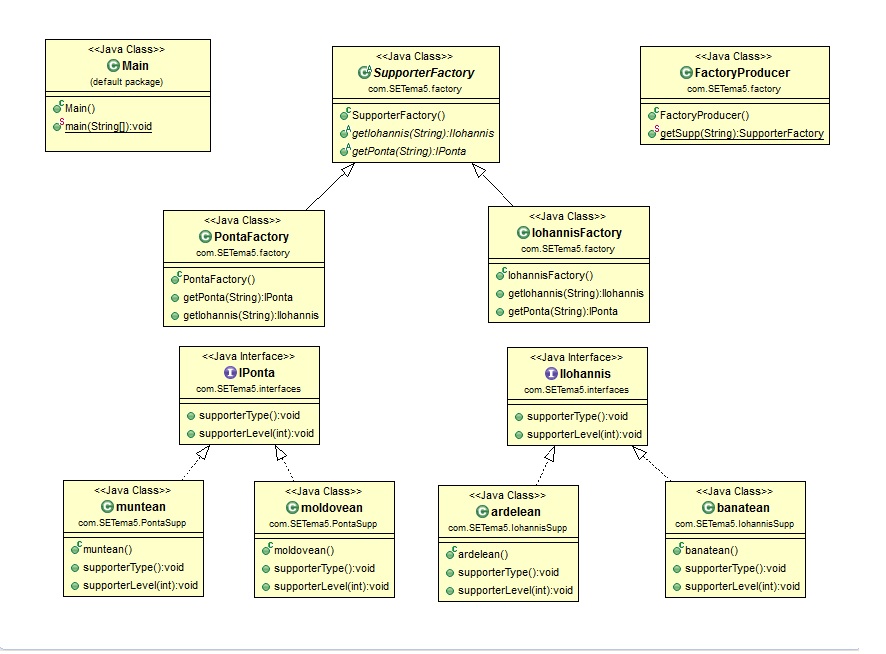 <<Java Class>>
Main
(default package)
Main()
main(String[]):void
<<Java Class>>
SupporterFactory
com.SETema5.factory
SupporterFactory()
getIohannis(String):IIohannis
getPonta(String):IPonta
<<Java Class>>
FactoryProducer
com.SETema5.factory
FactoryProducer()
getSupp(String):SupporterFactory
<<Java Class>>
PontaFactory
com.SETema5.factory
PontaFactory()
getPonta(String):IPonta
getIohannis(String):IIohannis
<<Java Class>>
IohannisFactory
com.SETema5.factory
IohannisFactory()
getIohannis(String):IIohannis
getPonta(String):IPonta
<<Java Interface>>
IPonta
com.SETema5.interfaces
supporterType():void
supporterLevel(int):void
<<Java Interface>>
IIohannis
com.SETema5.interfaces
supporterType():void
supporterLevel(int):void
<<Java Class>>
muntean
com.SETema5.PontaSupp
muntean()
supporterType():void
supporterLevel(int):void
<<Java Class>>
moldovean
com.SETema5.PontaSupp
moldovean()
supporterType():void
supporterLevel(int):void
<<Java Class>>
ardelean
com.SETema5.IohannisSupp
ardelean()
supporterType():void
supporterLevel(int):void
<<Java Class>>
banatean
com.SETema5.IohannisSupp
banatean()
supporterType():void
supporterLevel(int):void